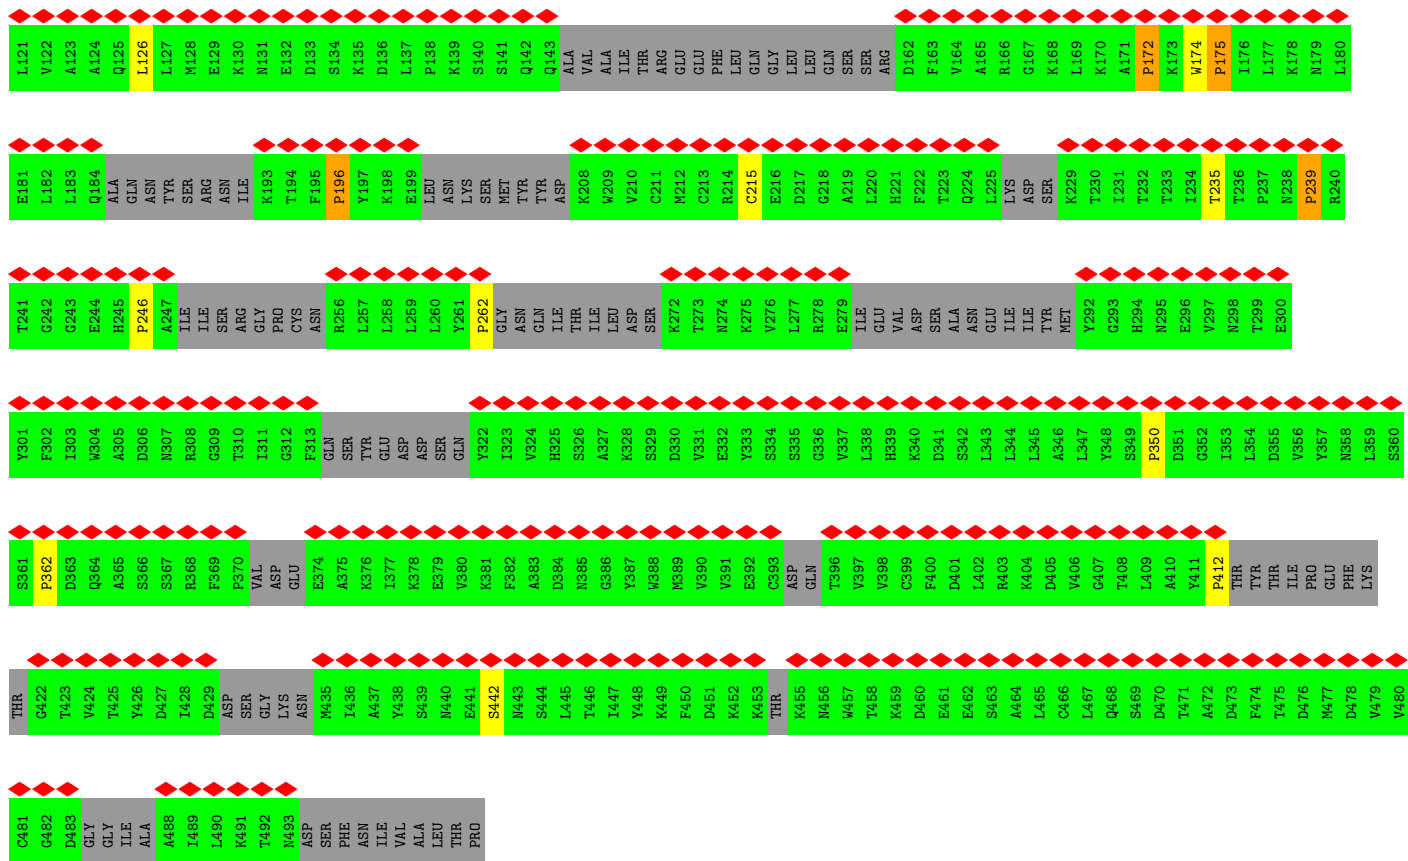 L121 V122 A123 A124 Q125 L126 L127 M128 E129 K130 N131 E132 D133 S134 K135 D136 L137 P138 K139 S140 S141 Q142 Q143 ALA VAL ALA ILE THR ARG GLU GLU PHE LEU GLN GLY LEU LEU GLN SER SER ARG D162 F163 V164 A165 R166 G167 K168 L169 K170 A171 P172 K173 W174 P175 I176 L177 K178 N179 L180
E181 L182 L183 Q184 ALA GLN ASN TYR SER ARG ASN ILE K193 T194 F195 P196 Y197 K198 E199 LEU ASN LYS SER MET TYR TYR ASP K208 W209 V210 C211 M212 C213 R214 C215 E216 D217 G218 A219 L220 H221 F222 T223 Q224 L225 LYS ASP SER K229 T230 I231 T232 T233 I234 T235 T236 P237 N238 P239 R240
T241 G242 G243 E244 H245 P246 A247 ILE ILE SER ARG GLY PRO CYS ASN R256 L257 L258 L259 L260 Y261 P262 GLY ASN GLN ILE THR ILE LEU ASP SER K272 T273 N274 K275 V276 L277 R278 E279 ILE GLU VAL ASP SER ALA ASN GLU ILE ILE TYR MET Y292 G293 H294 N295 E296 V297 N298 T299 E300
Y301 F302 I303 W304 A305 D306 N307 R308 G309 T310 I311 G312 F313 GLN SER TYR GLU ASP ASP SER GLN Y322 I323 V324 H325 S326 A327 K328 S329 D330 V331 E332 Y333 S334 S335 G336 V337 L338 H339 K340 D341 S342 L343 L344 L345 A346 L347 Y348 S349 P350 D351 G352 I353 L354 D355 V356 Y357 N358 L359 S360
S361 P362 D363 Q364 A365 S366 S367 R368 F369 P370 VAL ASP GLU E374 A375 K376 I377 K378 E379 V380 K381 F382 A383 D384 N385 G386 Y387 W388 M389 V390 V391 E392 C393 ASP GLN T396 V397 V398 C399 F400 D401 L402 R403 K404 D405 V406 G407 T408 L409 A410 Y411 P412 THR TYR THR ILE PRO GLU PHE LYS
THR G422 T423 V424 T425 Y426 D427 I428 D429 ASP SER GLY LYS ASN M435 I436 A437 Y438 S439 N440 E441 S442 N443 S444 L445 T446 I447 Y448 K449 F450 D451 K452 K453 THR K455 N456 W457 T458 K459 D460 E461 E462 S463 A464 L465 C466 L467 Q468 S469 D470 T471 A472 D473 F474 T475 D476 M477 D478 V479 V480
C481 G482 D483 GLY GLY ILE ALA A488 I489 L490 K491 T492 N493 ASP SER PHE ASN ILE VAL ALA LEU THR PRO